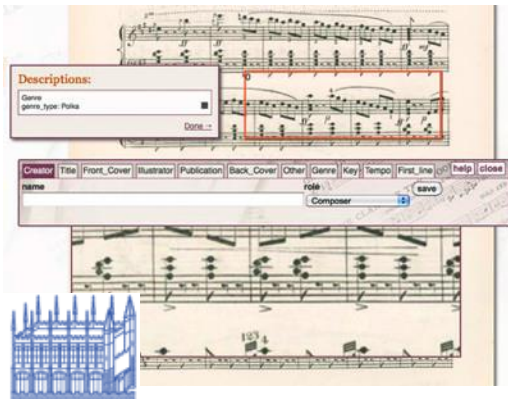 Descriptions:
Genre
genre_type: Polka
Done →
Creator Title Front_Cover Illustrator Publication Back_Cover Other Genre Key Tempo First_line help close
name
role
save
Composer
1234